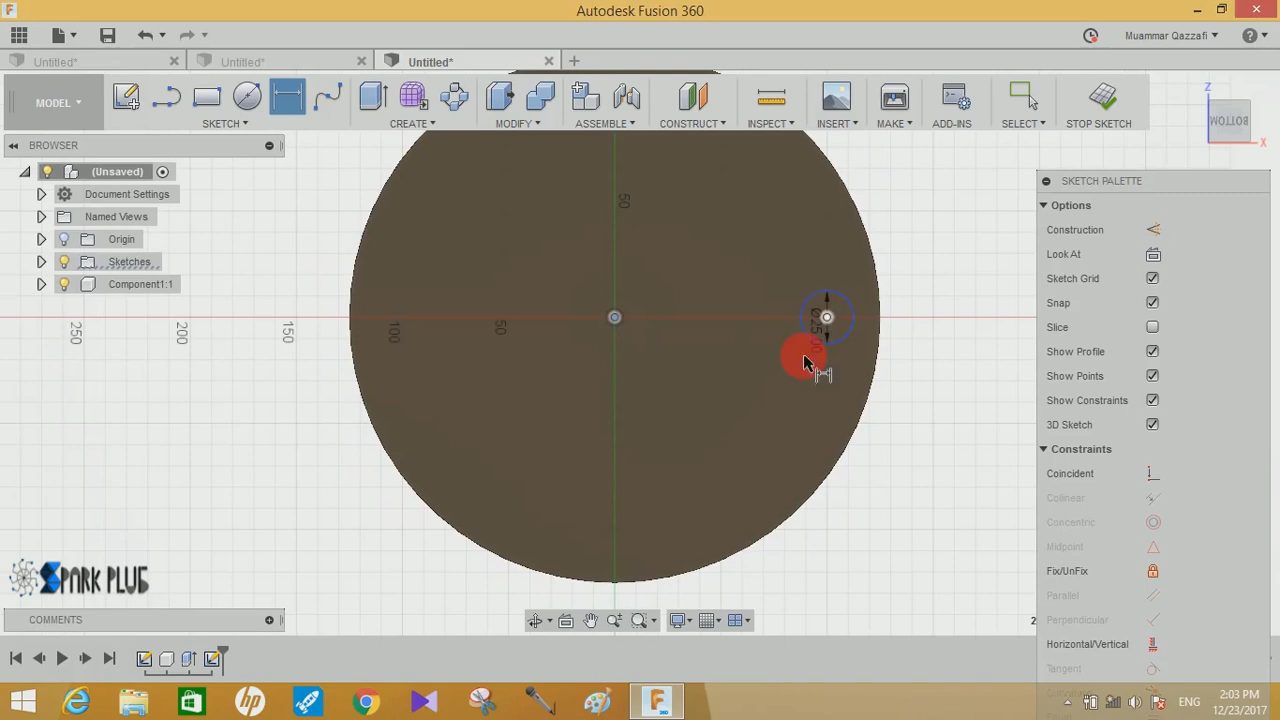 Autodesk Fusion 360
Muammar Qazzafi
Untitled*
Untitled*
Untitled*
MODEL
SKETCH
CREATE
MODIFY
ASSEMBLE
CONSTRUCT
INSPECT
INSERT
MAKE
ADD-INS
SELECT
STOP SKETCH
BROWSER
(Unsaved)
Document Settings
Named Views
Origin
Sketches
Component1:1
Z
BOTTOM
X
SKETCH PALETTE
Options
Construction
Look At
Sketch Grid
Snap
Slice
Show Profile
Show Points
Show Constraints
3D Sketch
Constraints
Coincident
Collinear
Concentric
Midpoint
Fix/UnFix
Parallel
Perpendicular
Horizontal/Vertical
Tangent
50
250
200
150
100
50
Ø25.00
SPARK PLUG
COMMENTS
2
ENG
2:03 PM
12/23/2017